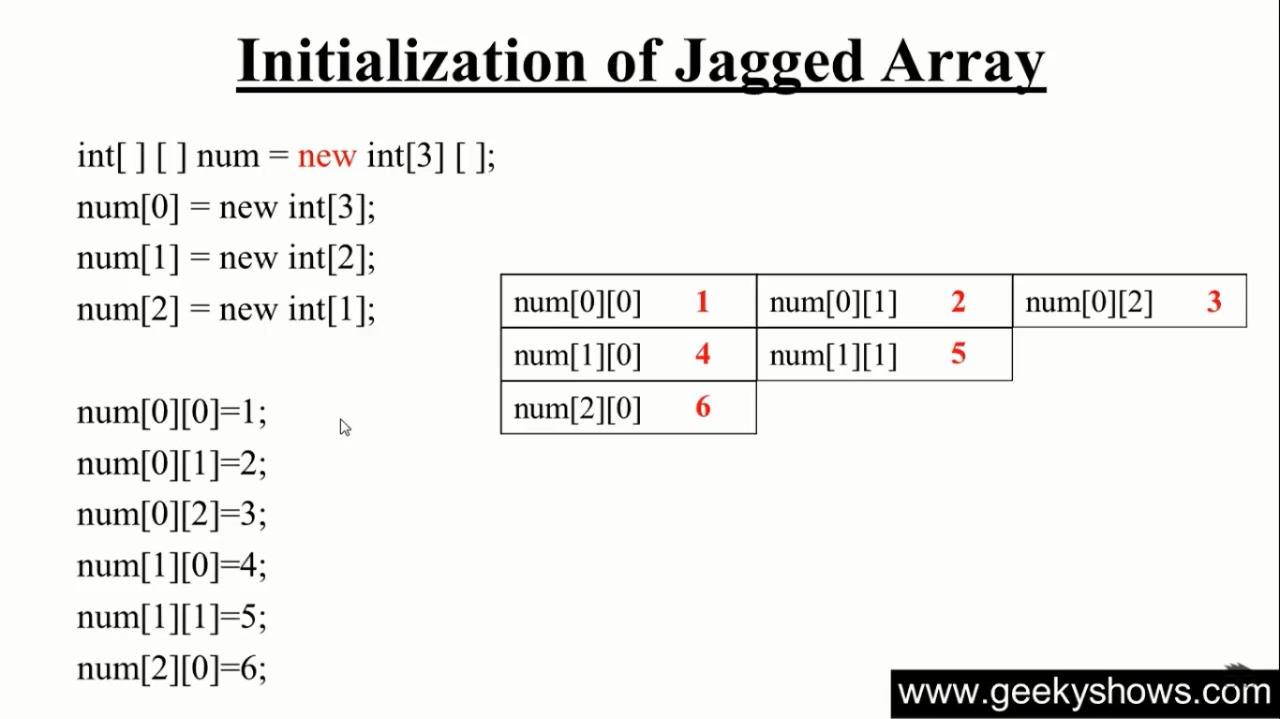 Initialization of Jagged Array
int[ ] [ ] num = new int[3] [ ];
num[0] = new int[3];
num[1] = new int[2];
num[2] = new int[1];
num[0][0] 1 num[0][1] 2 num[0][2] 3
num[1][0] 4 num[1][1] 5
num[2][0] 6
num[0][0]=1;
num[0][1]=2;
num[0][2]=3;
num[1][0]=4;
num[1][1]=5;
num[2][0]=6;
www.geekyshows.com